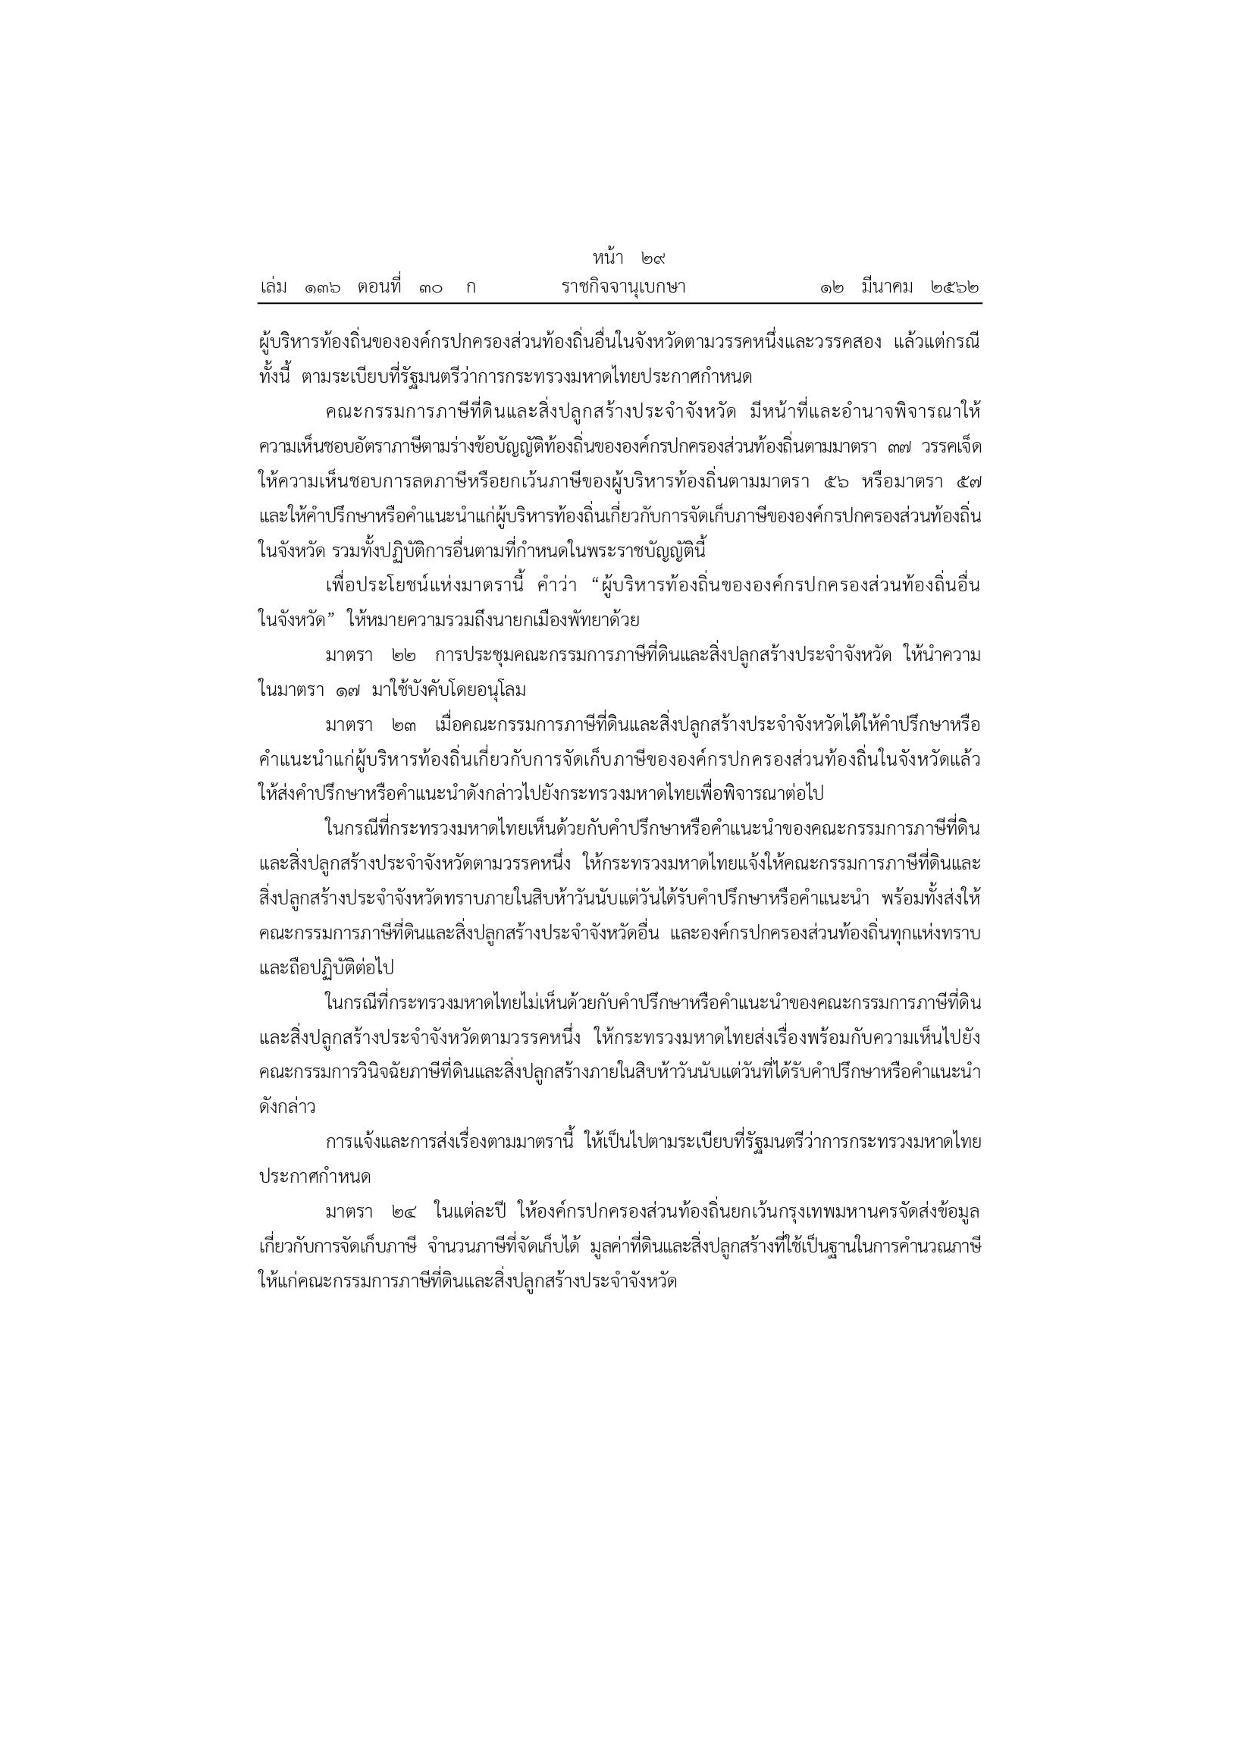 หน้า ๒๙
เล่ม ๑๓๖ ตอนที่ ๓๐ ก ราชกิจจานุเบกษา ๑๒ มีนาคม ๒๕๖๒
ผู้บริหารท้องถิ่นขององค์กรปกครองส่วนท้องถิ่นอื่นในจังหวัดตามวรรคหนึ่งและวรรคสอง แล้วแต่กรณี
ทั้งนี้ ตามระเบียบที่รัฐมนตรีว่าการกระทรวงมหาดไทยประกาศกำหนด
คณะกรรมการภาษีที่ดินและสิ่งปลูกสร้างประจำจังหวัด มีหน้าที่และอำนาจพิจารณาให้
ความเห็นชอบอัตราภาษีตามร่างข้อบัญญัติท้องถิ่นขององค์กรปกครองส่วนท้องถิ่นตามมาตรา ๓๗ วรรคเจ็ด
ให้ความเห็นชอบการลดภาษีหรือยกเว้นภาษีของผู้บริหารท้องถิ่นตามมาตรา ๕๖ หรือมาตรา ๕๗
และให้คำปรึกษาหรือคำแนะนำแก่ผู้บริหารท้องถิ่นเกี่ยวกับการจัดเก็บภาษีขององค์กรปกครองส่วนท้องถิ่น
ในจังหวัด รวมทั้งปฏิบัติการอื่นตามที่กำหนดในพระราชบัญญัตินี้
เพื่อประโยชน์แห่งมาตรานี้ คำว่า “ผู้บริหารท้องถิ่นขององค์กรปกครองส่วนท้องถิ่นอื่น
ในจังหวัด” ให้หมายความรวมถึงนายกเมืองพัทยาด้วย
มาตรา ๒๒ การประชุมคณะกรรมการภาษีที่ดินและสิ่งปลูกสร้างประจำจังหวัด ให้นำความ
ในมาตรา ๑๗ มาใช้บังคับโดยอนุโลม
มาตรา ๒๓ เมื่อคณะกรรมการภาษีที่ดินและสิ่งปลูกสร้างประจำจังหวัดได้ให้คำปรึกษาหรือ
คำแนะนำแก่ผู้บริหารท้องถิ่นเกี่ยวกับการจัดเก็บภาษีขององค์กรปกครองส่วนท้องถิ่นในจังหวัดแล้ว
ให้ส่งคำปรึกษาหรือคำแนะนำดังกล่าวไปยังกระทรวงมหาดไทยเพื่อพิจารณาต่อไป
ในกรณีที่กระทรวงมหาดไทยเห็นด้วยกับคำปรึกษาหรือคำแนะนำของคณะกรรมการภาษีที่ดิน
และสิ่งปลูกสร้างประจำจังหวัดตามวรรคหนึ่ง ให้กระทรวงมหาดไทยแจ้งให้คณะกรรมการภาษีที่ดินและ
สิ่งปลูกสร้างประจำจังหวัดทราบภายในสิบห้าวันนับแต่วันได้รับคำปรึกษาหรือคำแนะนำ พร้อมทั้งส่งให้
คณะกรรมการภาษีที่ดินและสิ่งปลูกสร้างประจำจังหวัดอื่น และองค์กรปกครองส่วนท้องถิ่นทุกแห่งทราบ
และถือปฏิบัติต่อไป
ในกรณีที่กระทรวงมหาดไทยไม่เห็นด้วยกับคำปรึกษาหรือคำแนะนำของคณะกรรมการภาษีที่ดิน
และสิ่งปลูกสร้างประจำจังหวัดตามวรรคหนึ่ง ให้กระทรวงมหาดไทยส่งเรื่องพร้อมกับความเห็นไปยัง
คณะกรรมการวินิจฉัยภาษีที่ดินและสิ่งปลูกสร้างภายในสิบห้าวันนับแต่วันที่ได้รับคำปรึกษาหรือคำแนะนำ
ดังกล่าว
การแจ้งและการส่งเรื่องตามมาตรานี้ ให้เป็นไปตามระเบียบที่รัฐมนตรีว่าการกระทรวงมหาดไทย
ประกาศกำหนด
มาตรา ๒๔ ในแต่ละปี ให้องค์กรปกครองส่วนท้องถิ่นยกเว้นกรุงเทพมหานครจัดส่งข้อมูล
เกี่ยวกับการจัดเก็บภาษี จำนวนภาษีที่จัดเก็บได้ มูลค่าที่ดินและสิ่งปลูกสร้างที่ใช้เป็นฐานในการคำนวณภาษี
ให้แก่คณะกรรมการภาษีที่ดินและสิ่งปลูกสร้างประจำจังหวัด